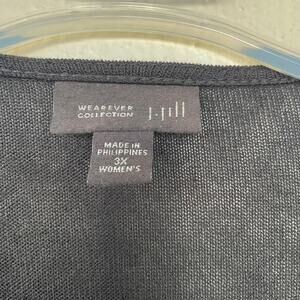 WEAREVER
COLLECTION
J.Jill
MADE IN
PHILIPPINES
3X
WOMEN'S